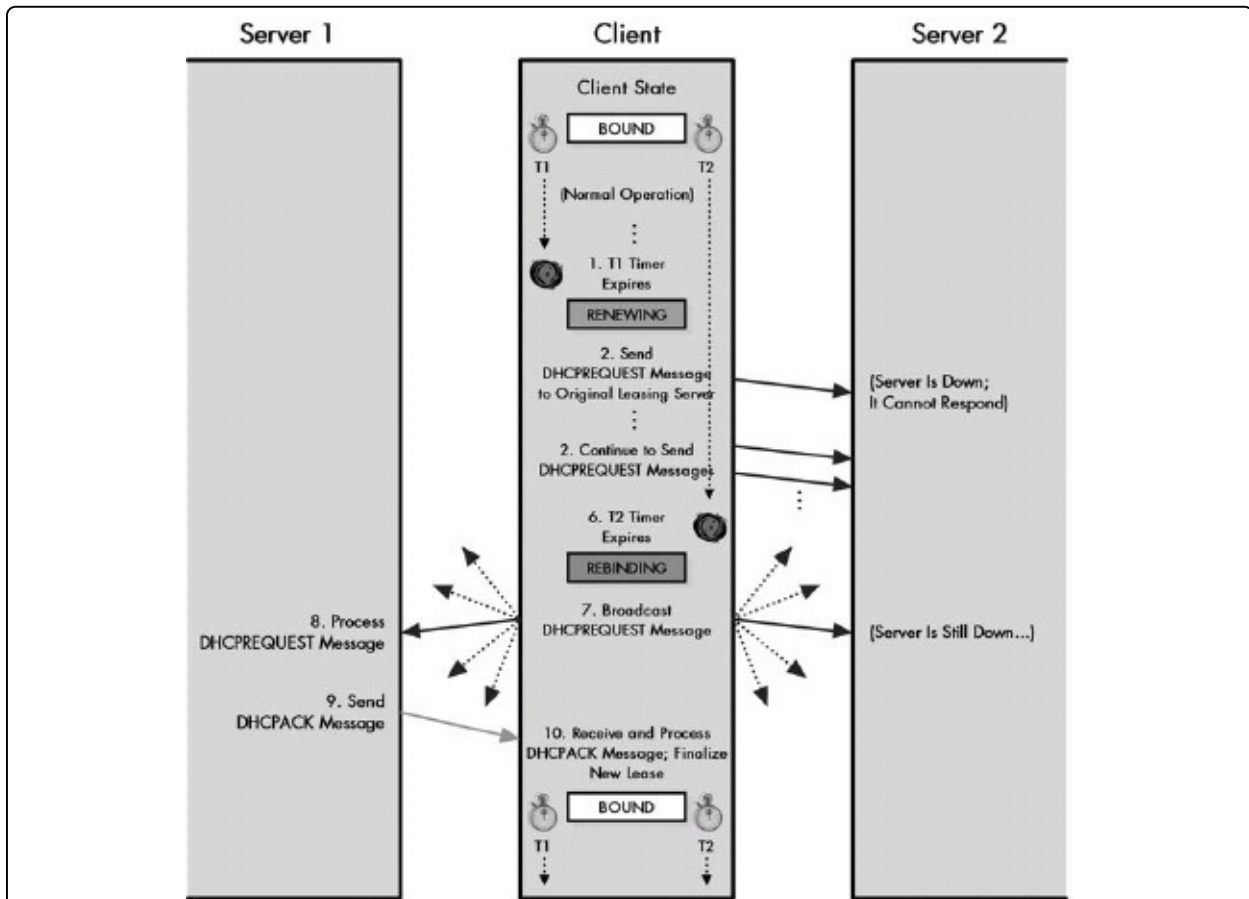 Server 1
Client
Server 2
Client State
BOUND
T1
T2
(Normal Operation)
1. T1 Timer
Expires
RENEWING
2. Send
DHCPREQUEST Message
to Original Leasing Server
(Server Is Down;
It Cannot Respond)
2. Continue to Send
DHCPREQUEST Messages
6. T2 Timer
Expires
REBINDING
7. Broadcast
DHCPREQUEST Message
8. Process
DHCPREQUEST Message
(Server Is Still Down...)
9. Send
DHCPACK Message
10. Receive and Process
DHCPACK Message; Finalize
New Lease
BOUND
T1
T2